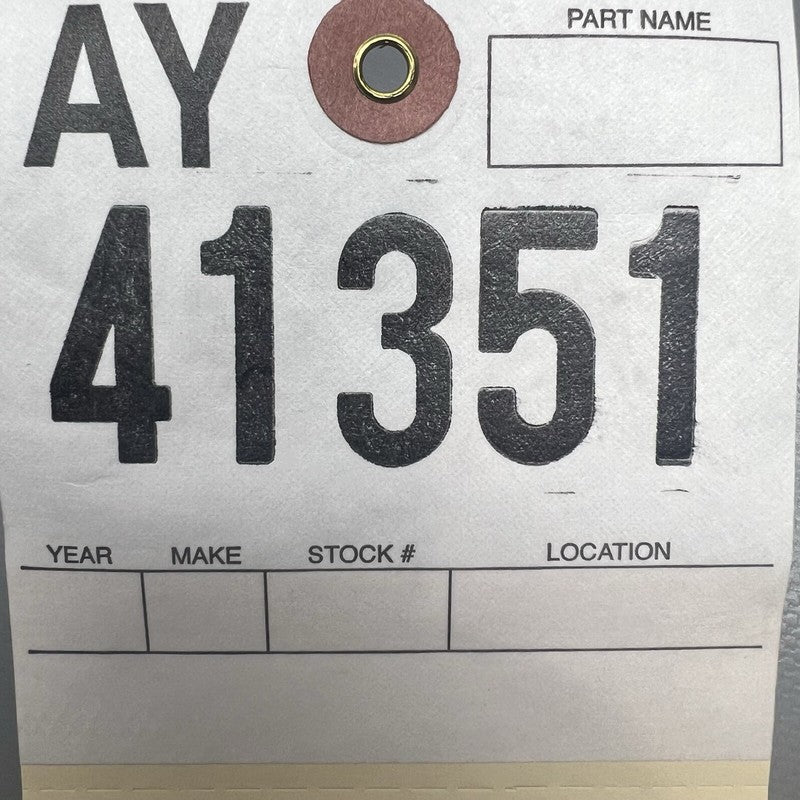 AY
PART NAME
41351
YEAR MAKE STOCK # LOCATION